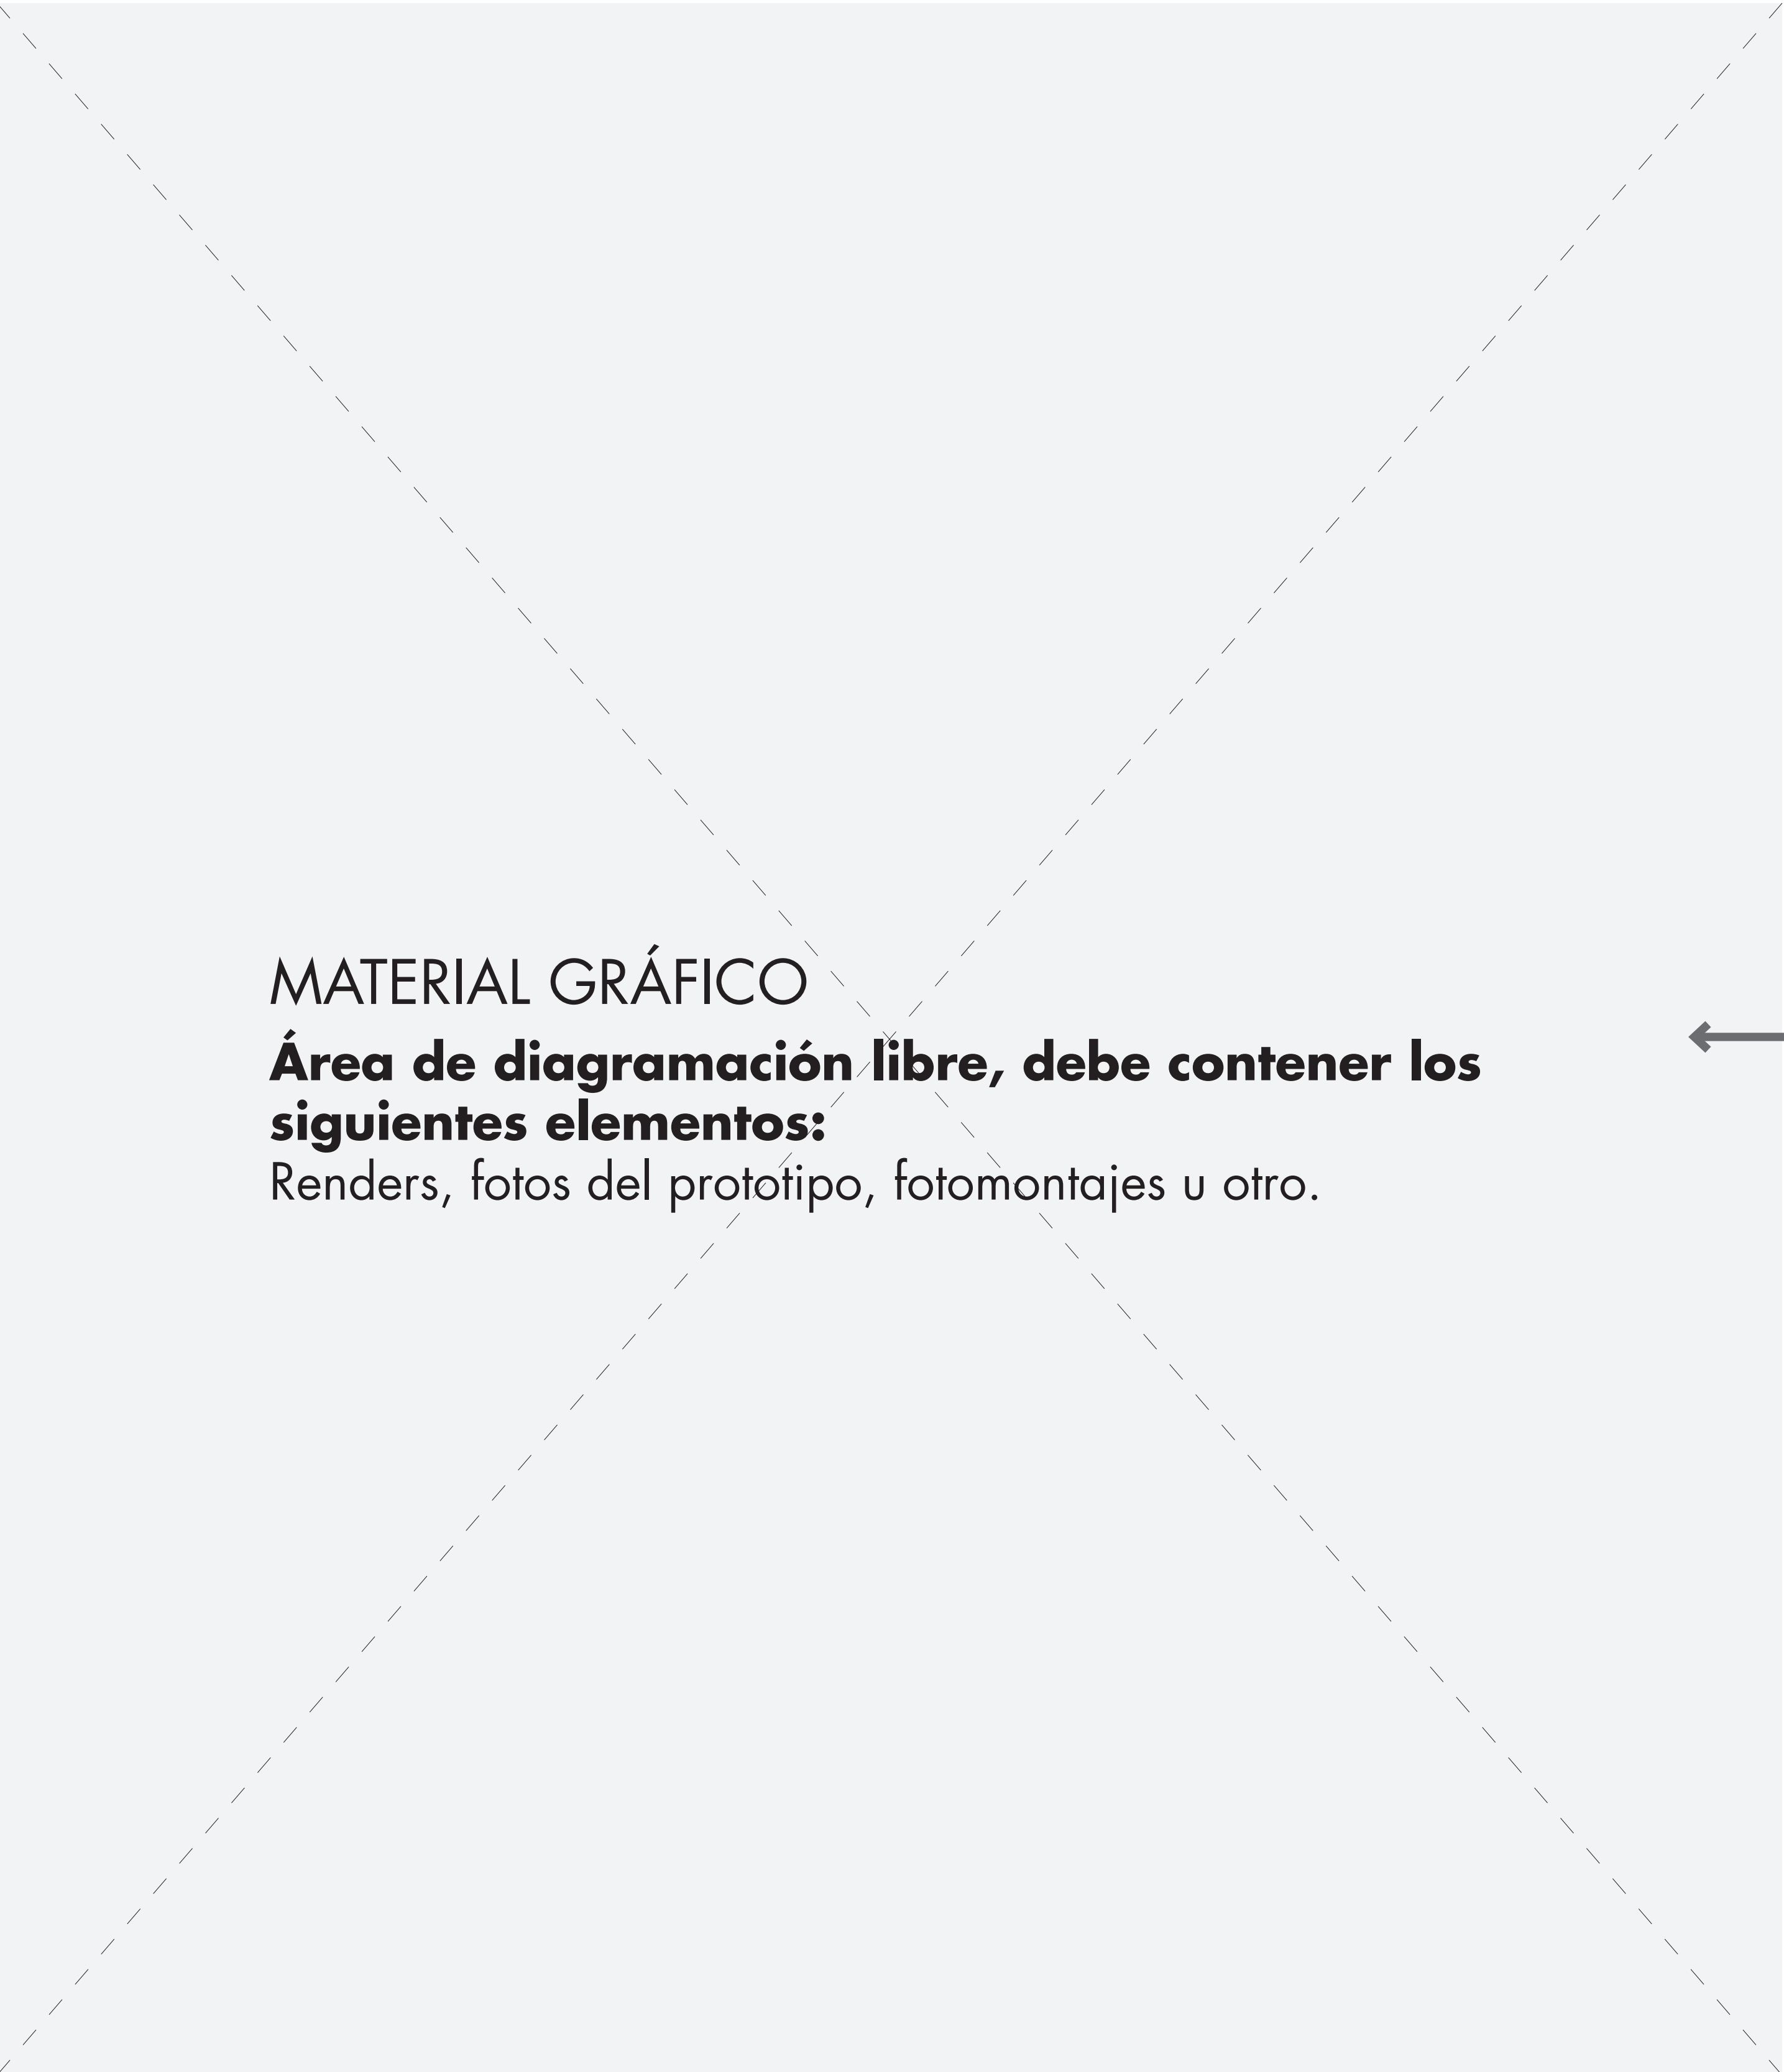 MATERIAL GRÁFICO
Área de diagramación libre, debe contener los
siguientes elementos:
Renders, fotos del prototipo, fotomontajes u otro.